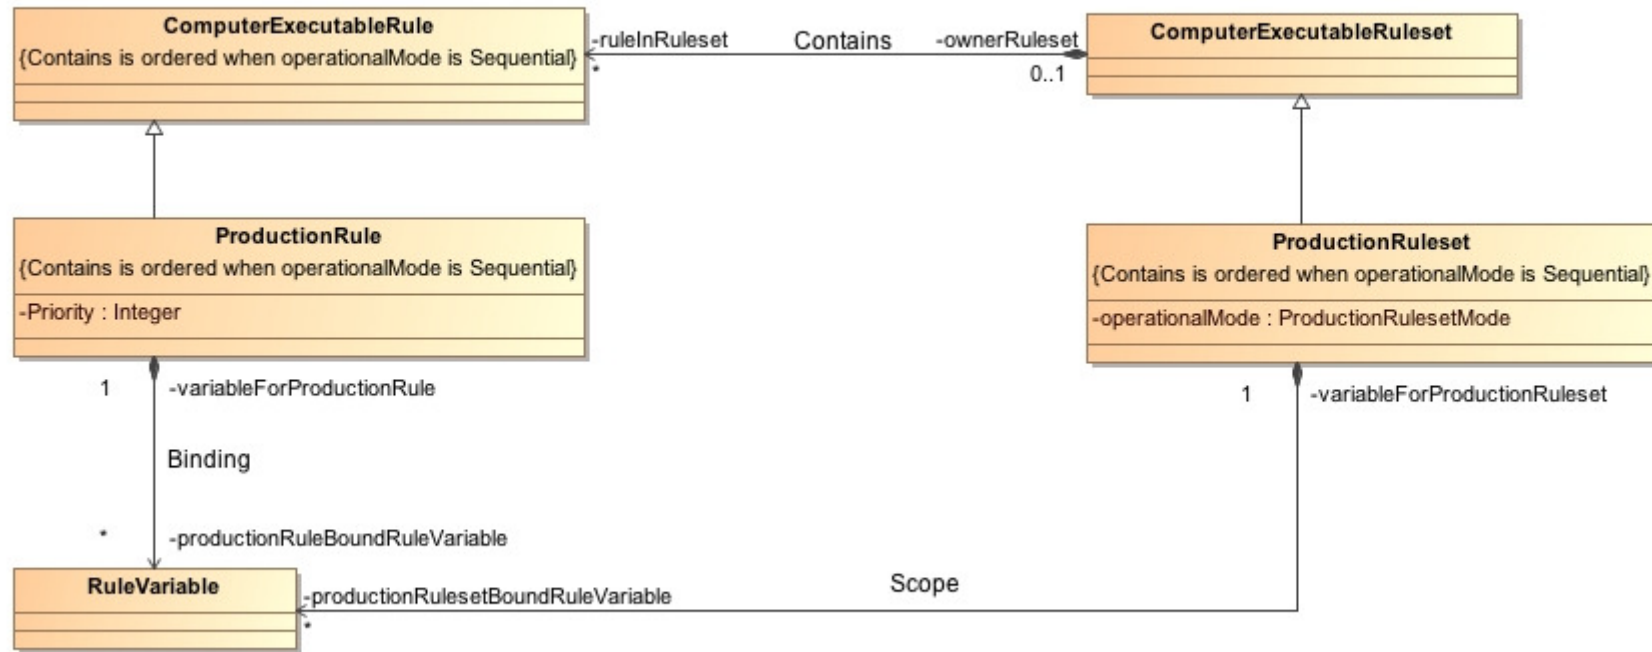 ComputerExecutableRule
{Contains is ordered when operationalMode is Sequential}
-ruleInRuleset
*
Contains
-ownerRuleset
0..1
ComputerExecutableRuleset
ProductionRule
{Contains is ordered when operationalMode is Sequential}
-Priority : Integer
ProductionRuleset
{Contains is ordered when operationalMode is Sequential}
-operationalMode : ProductionRulesetMode
1
-variableForProductionRule
1
-variableForProductionRuleset
Binding
*
-productionRuleBoundRuleVariable
RuleVariable
-productionRulesetBoundRuleVariable
*
Scope